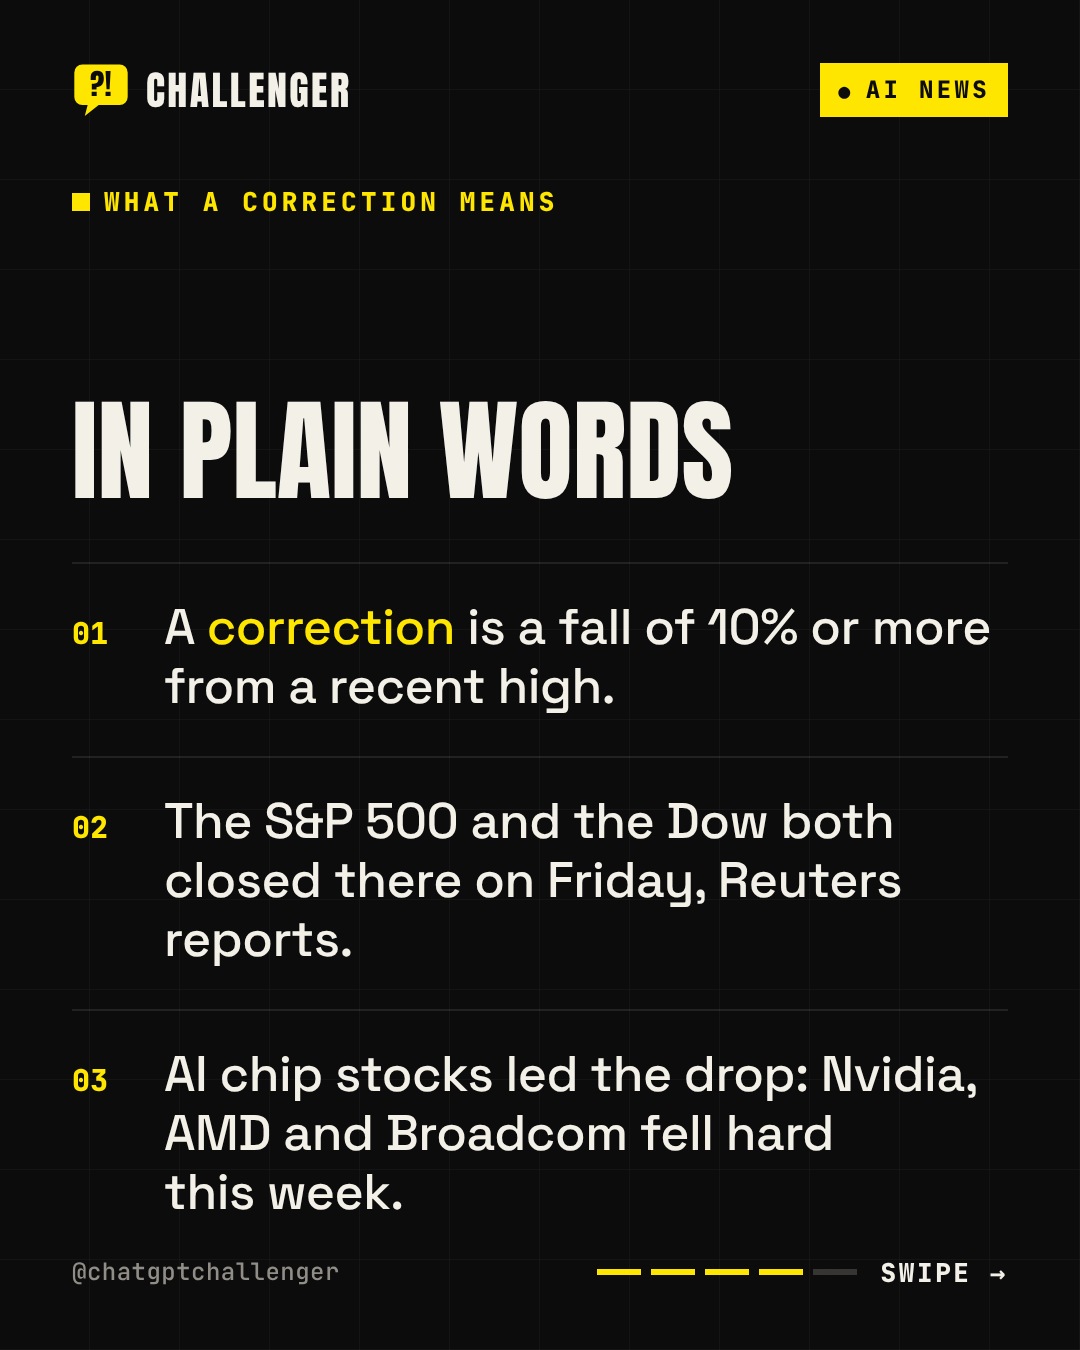 ?! CHALLENGER
● AI NEWS
WHAT A CORRECTION MEANS
IN PLAIN WORDS
01 A correction is a fall of 10% or more
from a recent high.
02 The S&P 500 and the Dow both
closed there on Friday, Reuters
reports.
03 AI chip stocks led the drop: Nvidia,
AMD and Broadcom fell hard
this week.
@chatgptchallenger
SWIPE →